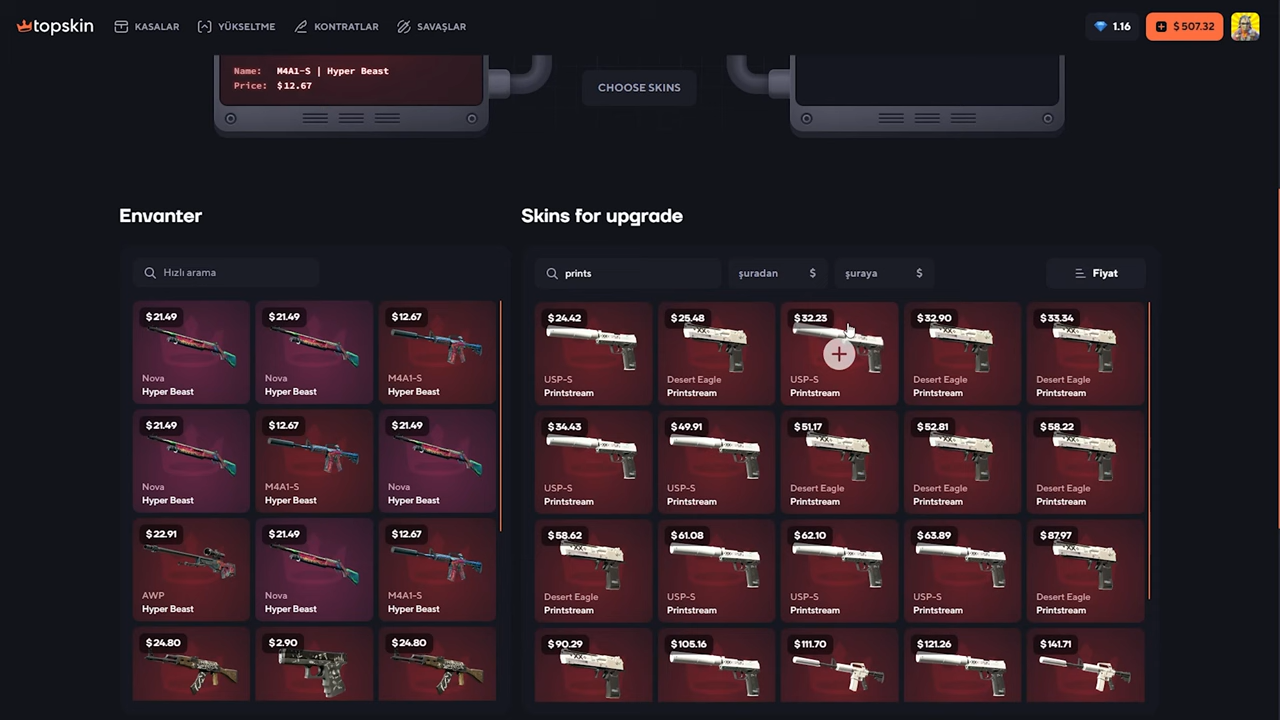 topskin KASALAR YÜKSELTME KONTRATLAR SAVAŞLAR 1.16 $ 507.32
Name: M4A1-S | Hyper Beast
Price: $12.67
CHOOSE SKINS
Envanter
Hızlı arama
$ 21.49 $ 21.49 $ 12.67
Nova Nova M4A1-S
Hyper Beast Hyper Beast Hyper Beast
$ 21.49 $ 12.67 $ 21.49
Nova M4A1-S Nova
Hyper Beast Hyper Beast Hyper Beast
$ 22.91 $ 21.49 $ 12.67
AWP Nova M4A1-S
Hyper Beast Hyper Beast Hyper Beast
$ 24.80 $ 2.90 $ 24.80
Skins for upgrade
prints şuradan $ şuraya $ Fiyat
$ 24.42 $ 25.48 $ 32.23 $ 32.90 $ 33.34
USP-S Desert Eagle USP-S Desert Eagle Desert Eagle
Printstream Printstream Printstream Printstream Printstream
$ 34.43 $ 49.91 $ 51.17 $ 52.81 $ 58.22
USP-S USP-S Desert Eagle Desert Eagle Desert Eagle
Printstream Printstream Printstream Printstream Printstream
$ 58.62 $ 61.08 $ 62.10 $ 63.89 $ 87.97
Desert Eagle USP-S USP-S USP-S Desert Eagle
Printstream Printstream Printstream Printstream Printstream
$ 90.29 $ 105.16 $ 111.70 $ 121.26 $ 141.71